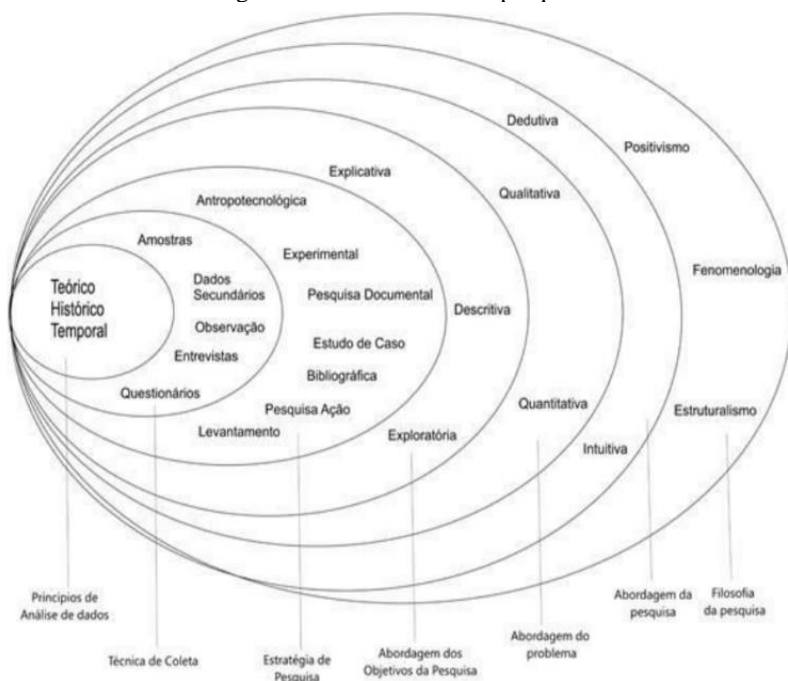 Dedutiva
Positivismo
Explicativa
Qualitativa
Antropotecnológica
Amostras
Experimental
Fenomenologia
Teórico
Histórico
Temporal
Dados
Secundários
Pesquisa Documental
Descritiva
Observação
Estudo de Caso
Entrevistas
Bibliográfica
Questionários
Quantitativa
Pesquisa Ação
Estruturalismo
Levantamento
Exploratória
Intuitiva
Princípios de
Análise de dados
Técnica de Coleta
Estratégia de
Pesquisa
Abordagem dos
Objetivos da Pesquisa
Abordagem do
problema
Abordagem da
pesquisa
Filosofia
da pesquisa